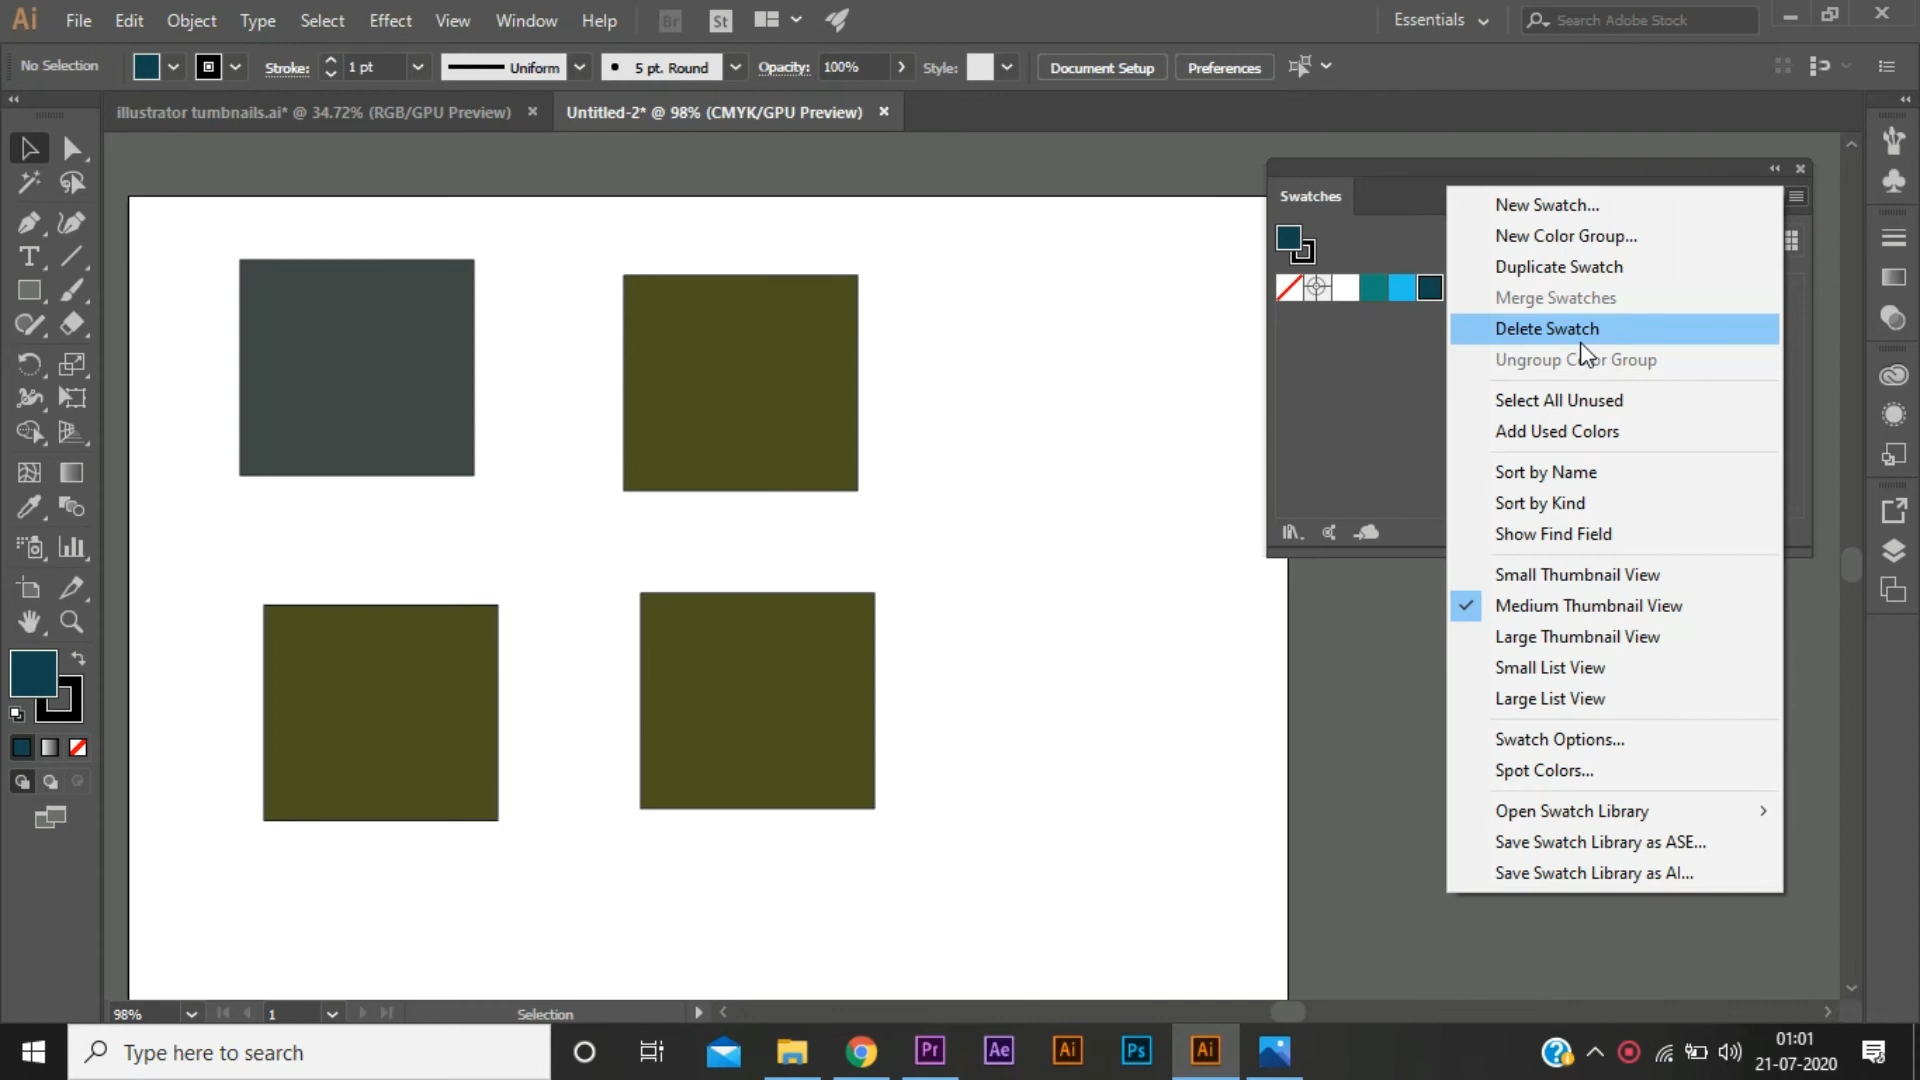 Ai File Edit Object Type Select Effect View Window Help Br St Essentials Search Adobe Stock
No Selection Stroke: 1 pt Uniform 5 pt. Round Opacity: 100% Style: Document Setup Preferences
illustrator tumbnails.ai* @ 34.72% (RGB/GPU Preview) Untitled-2* @ 98% (CMYK/GPU Preview)
Swatches
New Swatch...
New Color Group...
Duplicate Swatch
Merge Swatches
Delete Swatch
Ungroup Color Group
Select All Unused
Add Used Colors
Sort by Name
Sort by Kind
Show Find Field
Small Thumbnail View
Medium Thumbnail View
Large Thumbnail View
Small List View
Large List View
Swatch Options...
Spot Colors...
Open Swatch Library
Save Swatch Library as ASE...
Save Swatch Library as AI...
98% 1 Selection
Type here to search Pr Ae Ai Ps Ai
01:01
21-07-2020